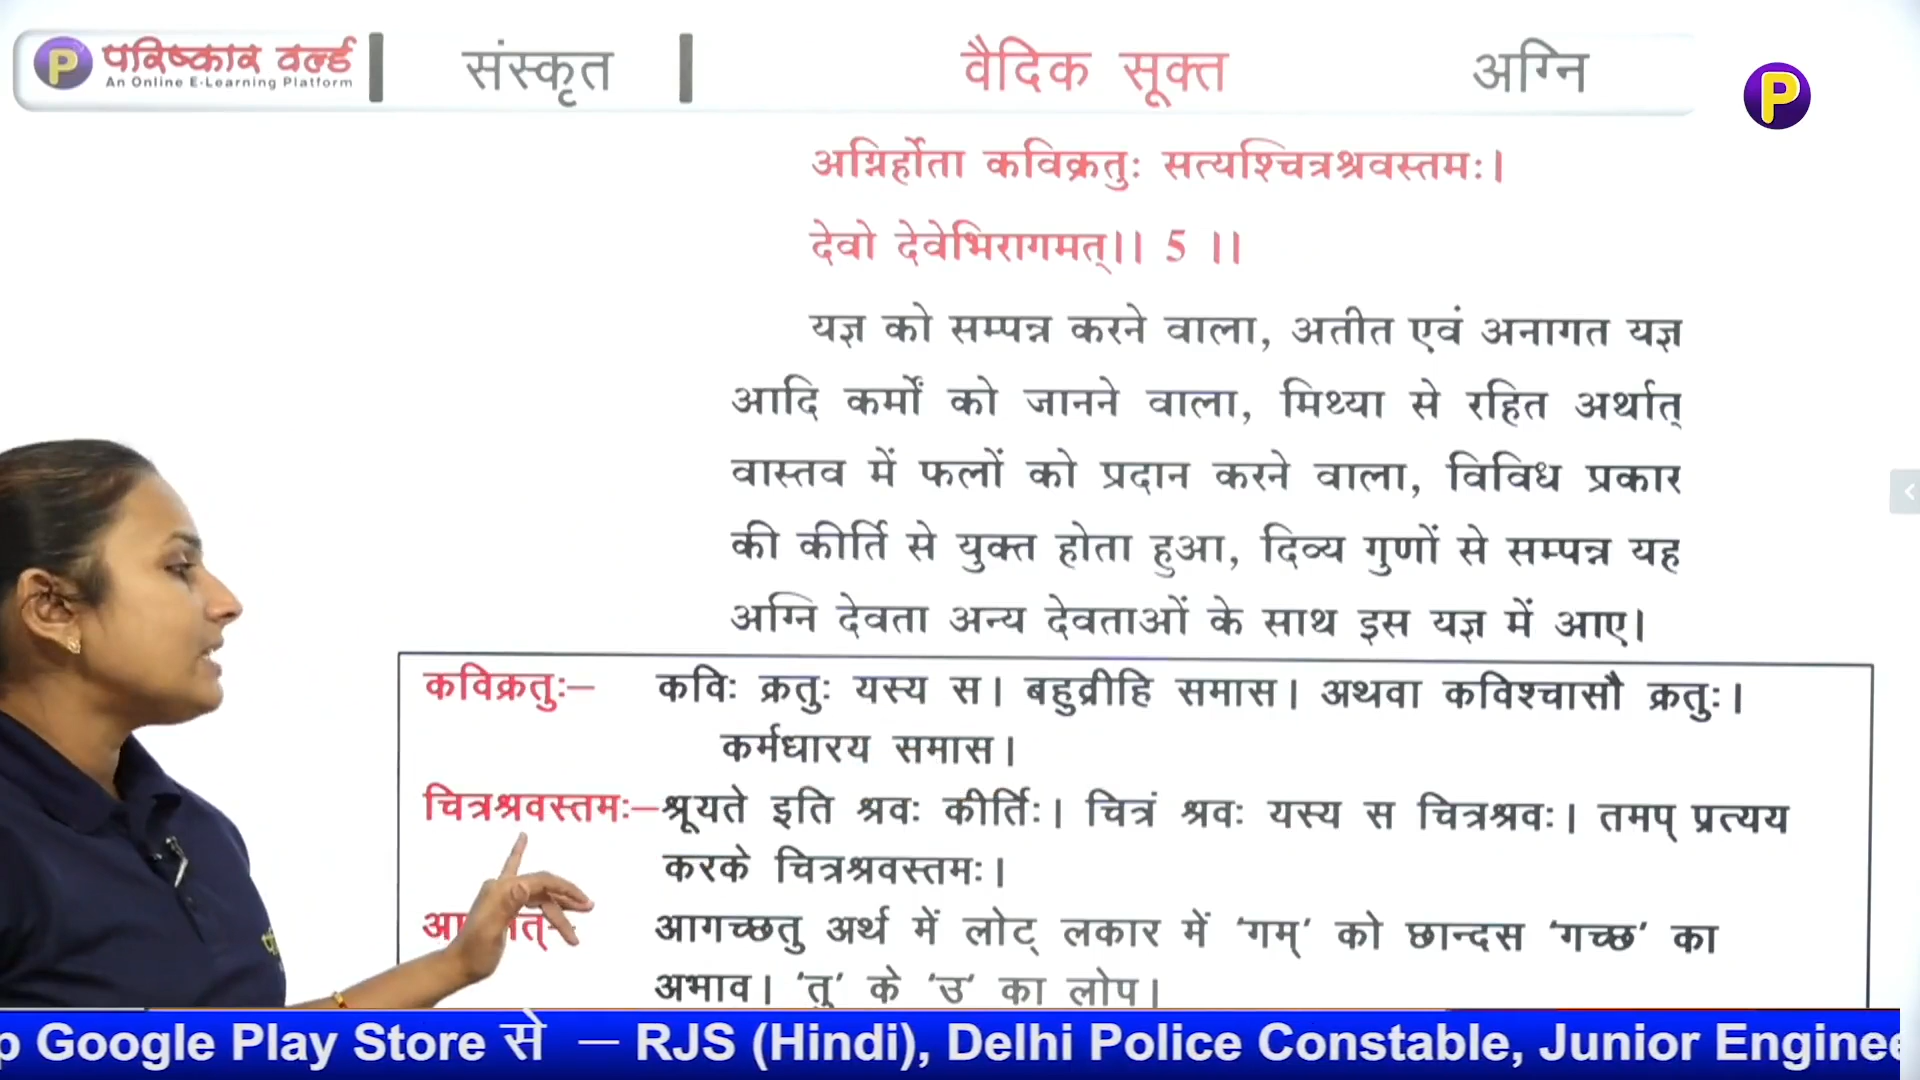 परिष्कार वर्ल्ड
An Online E-Learning Platform
संस्कृत
वैदिक सूक्त
अग्नि
P
अग्निर्होता कविक्रतुः सत्यश्चित्रश्रवस्तमः।
देवो देवेभिरागमत्।। 5 ।।
यज्ञ को सम्पन्न करने वाला, अतीत एवं अनागत यज्ञ
आदि कर्मों को जानने वाला, मिथ्या से रहित अर्थात्
वास्तव में फलों को प्रदान करने वाला, विविध प्रकार
की कीर्ति से युक्त होता हुआ, दिव्य गुणों से सम्पन्न यह
अग्नि देवता अन्य देवताओं के साथ इस यज्ञ में आए।
कविक्रतुः– कविः क्रतुः यस्य स। बहुव्रीहि समास। अथवा कविश्चासौ क्रतुः।
कर्मधारय समास।
चित्रश्रवस्तमः–श्रूयते इति श्रवः कीर्तिः। चित्रं श्रवः यस्य स चित्रश्रवः। तमप् प्रत्यय
करके चित्रश्रवस्तमः।
आगच्छतु अर्थ में लोट् लकार में ‘गम्’ को छान्दस ‘गच्छ’ का
अभाव। ‘तु’ के ‘उ’ का लोप।
p Google Play Store से — RJS (Hindi), Delhi Police Constable, Junior Enginee